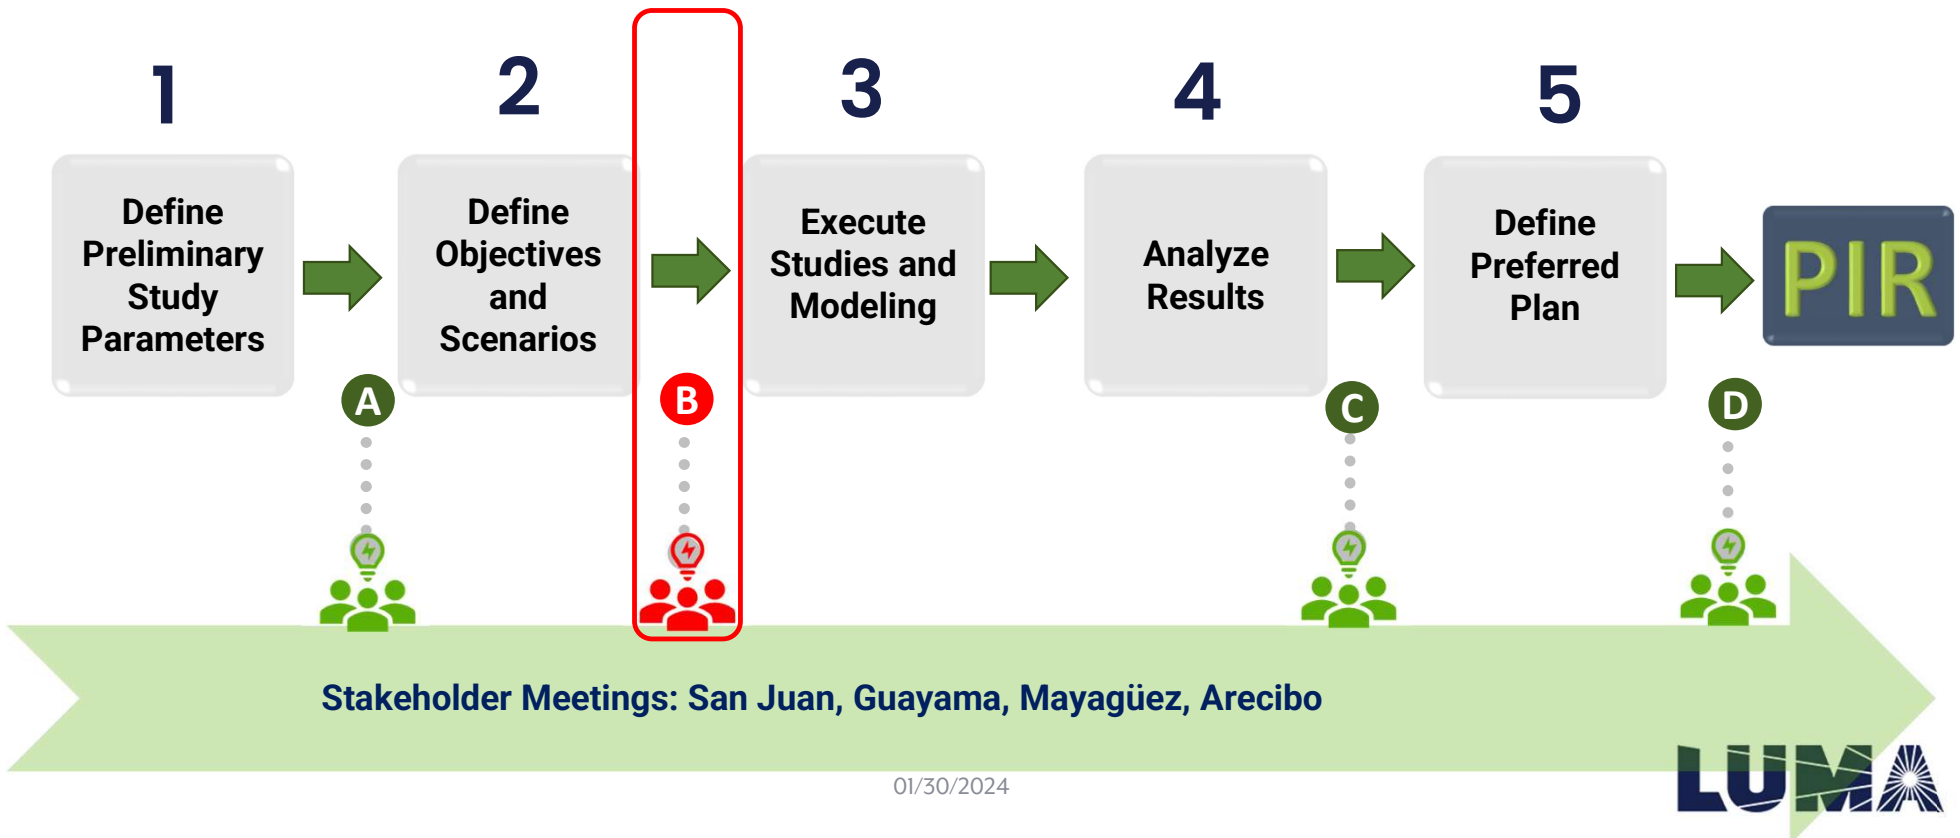 1
2
3
4
5
Define
Preliminary
Study
Parameters
Define
Objectives
and
Scenarios
Execute
Studies and
Modeling
Analyze
Results
Define
Preferred
Plan
PIR
A
B
C
D
Stakeholder Meetings: San Juan, Guayama, Mayagüez, Arecibo
01/30/2024
LUMA